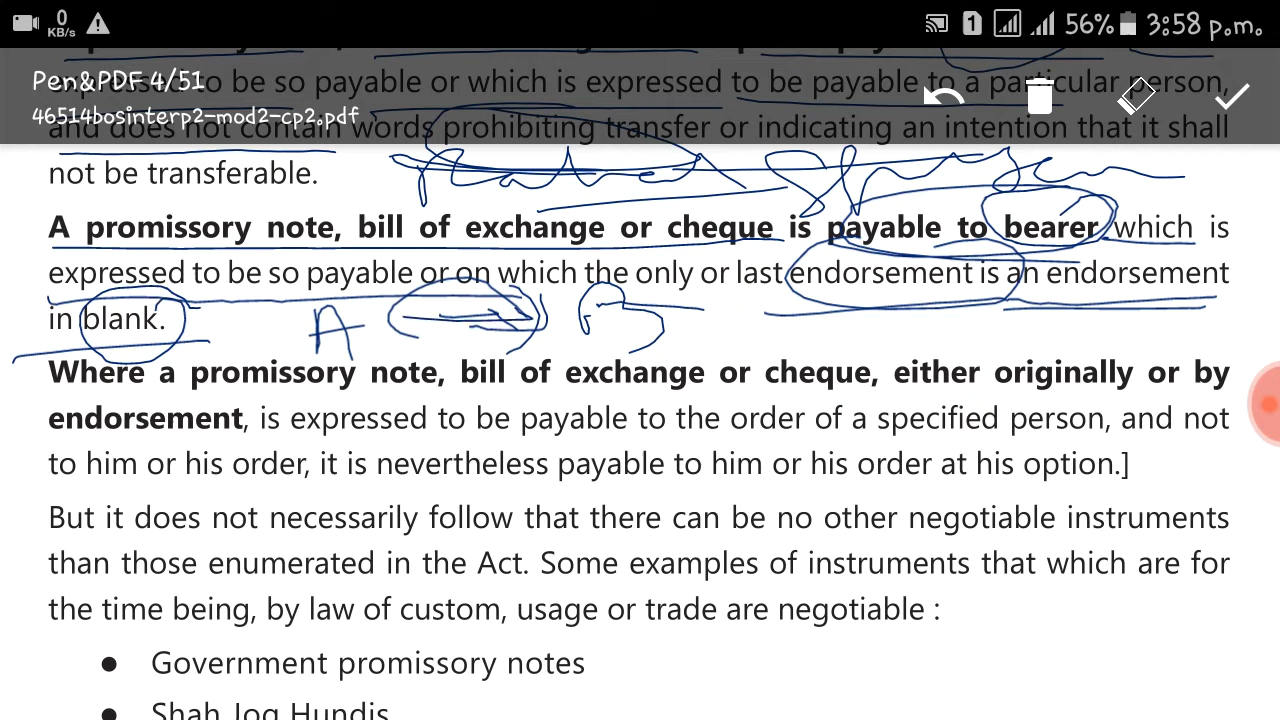 0 KB/s 1 56% 3:58 p.m.
Pen&PDF 4/51
to be so payable or which is expressed to be payable to a particular person,
46514bosinterp2-mod2-cp2.pdf
and does not contain words prohibiting transfer or indicating an intention that it shall
not be transferable.
A promissory note, bill of exchange or cheque is payable to bearer which is
expressed to be so payable or on which the only or last endorsement is an endorsement
in blank.
A B
Where a promissory note, bill of exchange or cheque, either originally or by
endorsement, is expressed to be payable to the order of a specified person, and not
to him or his order, it is nevertheless payable to him or his order at his option.]
But it does not necessarily follow that there can be no other negotiable instruments
than those enumerated in the Act. Some examples of instruments that which are for
the time being, by law of custom, usage or trade are negotiable :
● Government promissory notes
● Shah Jog Hundis